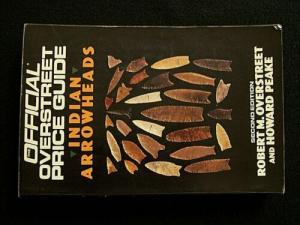 OFFICIAL
OVERSTREET
PRICE GUIDE
INDIAN
ARROWHEADS
SECOND EDITION
ROBERT M. OVERSTREET
AND HOWARD PEAKE